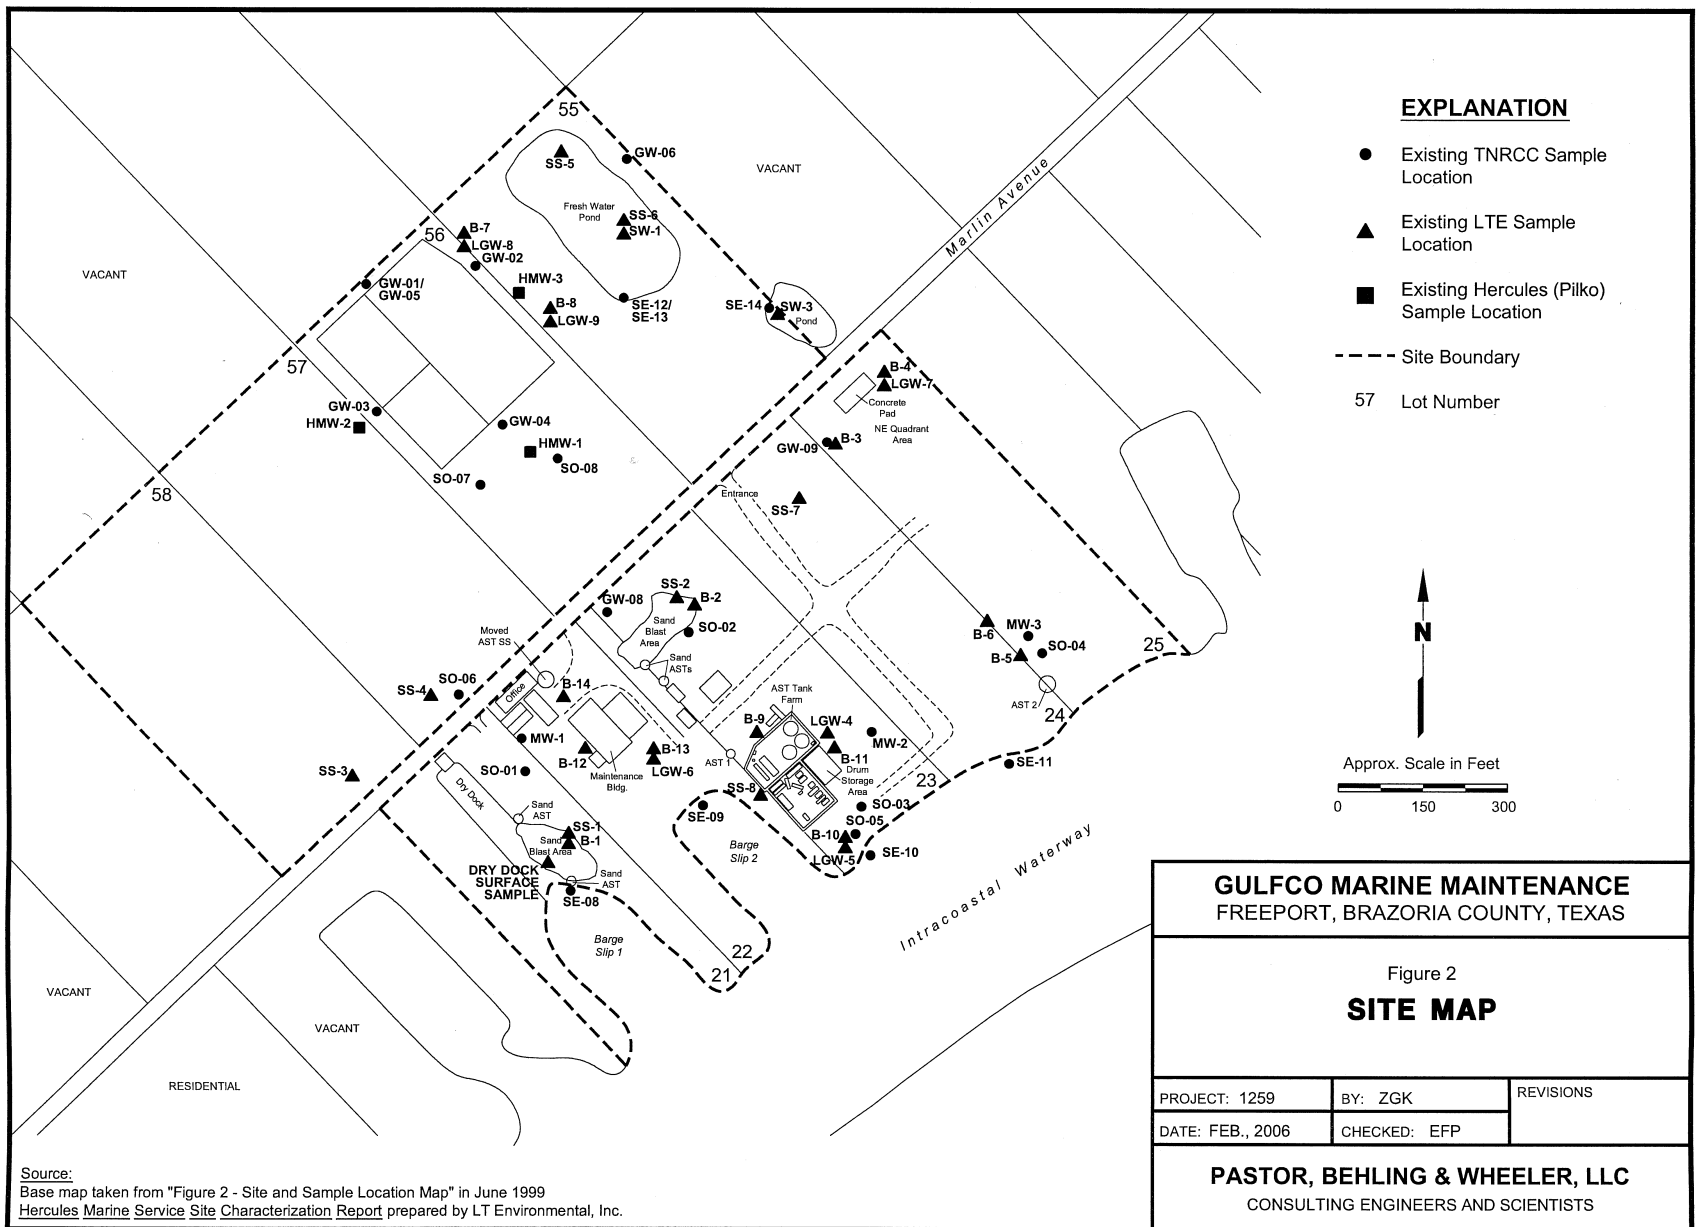 55
GW-06
SS-5
VACANT
Fresh Water
Pond
SS-6
SW-1
Marlin Avenue
B-7
LGW-8
GW-02
56
VACANT
GW-01/
GW-05
HMW-3
B-8
LGW-9
SE-12/
SE-13
SE-14
SW-3
Pond
57
B-4
LGW-7
Concrete
Pad
NE Quadrant
Area
GW-03
HMW-2
GW-04
HMW-1
SO-08
SO-07
GW-09
B-3
58
Entrance
SS-7
SS-2
B-2
GW-08
Sand
Blast
Area
SO-02
Moved
AST SS
Sand
ASTs
B-6
MW-3
SO-04
B-5
25
SS-4
SO-06
Office
B-14
AST Tank
Farm
AST 2
24
B-9
LGW-4
MW-2
MW-1
B-12
B-13
LGW-6
Maintenance
Bldg.
AST 1
B-11
Drum
Storage
Area
SE-11
23
SS-3
SO-01
Dry Dock
SS-8
SE-09
SO-03
SO-05
B-10
LGW-5
SE-10
Sand
AST
SS-1
B-1
Sand
Blast Area
Barge
Slip 2
DRY DOCK
SURFACE
SAMPLE
Sand
AST
SE-08
Intracoastal Waterway
Barge
Slip 1
22
21
VACANT
VACANT
RESIDENTIAL
EXPLANATION
Existing TNRCC Sample
Location
Existing LTE Sample
Location
Existing Hercules (Pilko)
Sample Location
Site Boundary
57 Lot Number
N
Approx. Scale in Feet
0 150 300
GULFCO MARINE MAINTENANCE
FREEPORT, BRAZORIA COUNTY, TEXAS
Figure 2
SITE MAP
PROJECT: 1259
BY: ZGK
REVISIONS
DATE: FEB., 2006
CHECKED: EFP
PASTOR, BEHLING & WHEELER, LLC
CONSULTING ENGINEERS AND SCIENTISTS
Source:
Base map taken from "Figure 2 - Site and Sample Location Map" in June 1999
Hercules Marine Service Site Characterization Report prepared by LT Environmental, Inc.